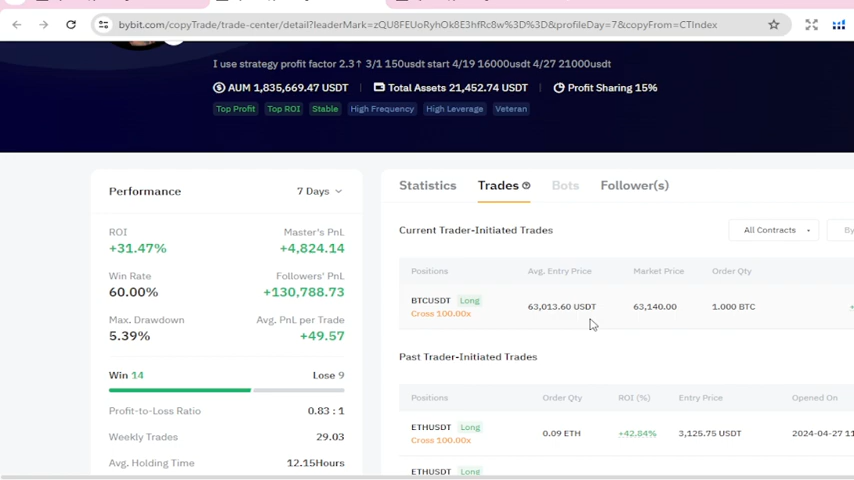 bybit.com/copyTrade/trade-center/detail?leaderMark=zQU8FEUoRyhOk8E3hfRc8w%3D%3D&profileDay=7&copyFrom=CTIndex
I use strategy profit factor 2.3↑ 3/1 150usdt start 4/19 16000usdt 4/27 21000usdt
AUM 1,835,669.47 USDT | Total Assets 21,452.74 USDT | Profit Sharing 15%
Top Profit Top ROI Stable High Frequency High Leverage Veteran
Performance 7 Days
ROI Master's PnL
+31.47% +4,824.14
Win Rate Followers' PnL
60.00% +130,788.73
Max. Drawdown Avg. PnL per Trade
5.39% +49.57
Win 14 Lose 9
Profit-to-Loss Ratio 0.83 : 1
Weekly Trades 29.03
Avg. Holding Time 12.15Hours
Statistics Trades Bots Follower(s)
Current Trader-Initiated Trades All Contracts By
Positions Avg. Entry Price Market Price Order Qty
BTCUSDT Long 63,013.60 USDT 63,140.00 1.000 BTC
Cross 100.00x
Past Trader-Initiated Trades
Positions Order Qty ROI (%) Entry Price Opened On
ETHUSDT Long 0.09 ETH +42.84% 3,125.75 USDT 2024-04-27 11
Cross 100.00x
ETHUSDT Long